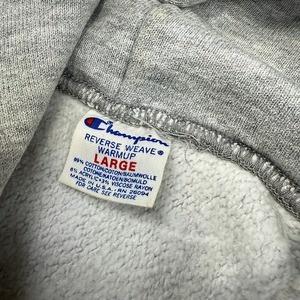 Champion
REVERSE WEAVE®
WARMUP
LARGE
89% COTTON/COTON/BAUMWOLLE
COTONE/KATOEN/BOMULD
8% ACRYLIC•3% VISCOSE RAYON
MADE IN U.S.A. RN 26094
FOR CARE SEE REVERSE